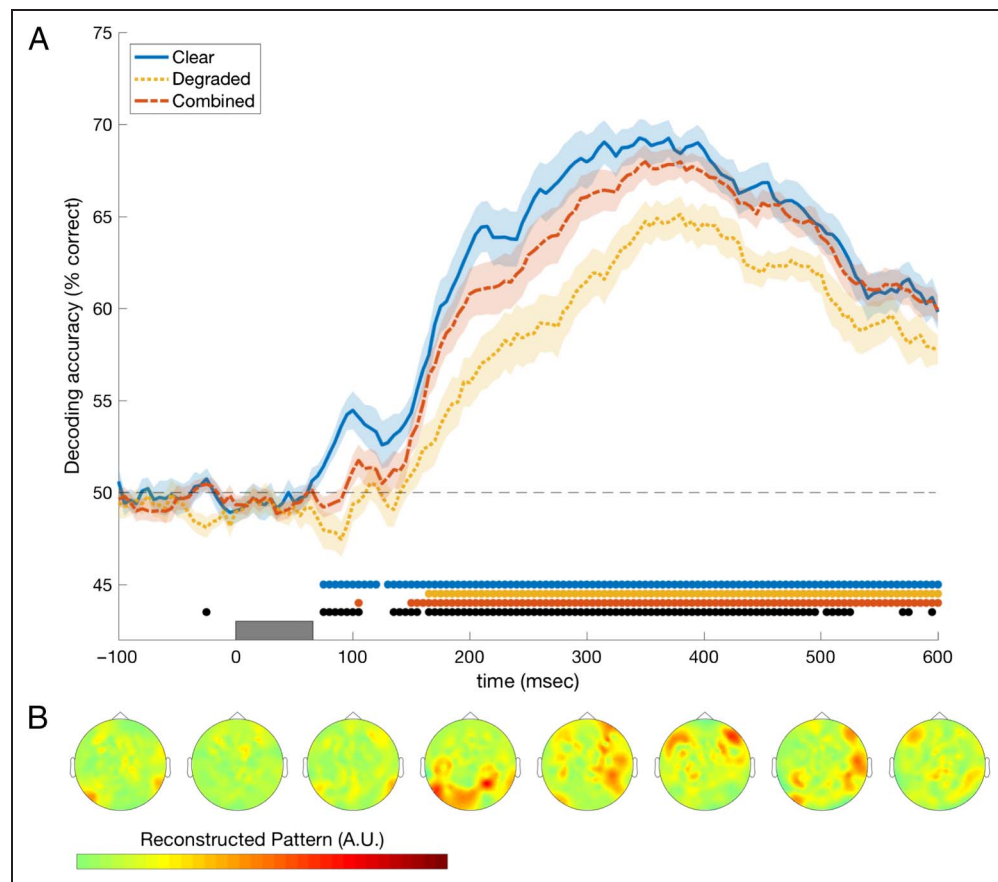 A
75
Clear
Degraded
Combined
70
65
60
55
50
45
Decoding accuracy (% correct)
−100
0
100
200
300
400
500
600
time (msec)
B
Reconstructed Pattern (A.U.)